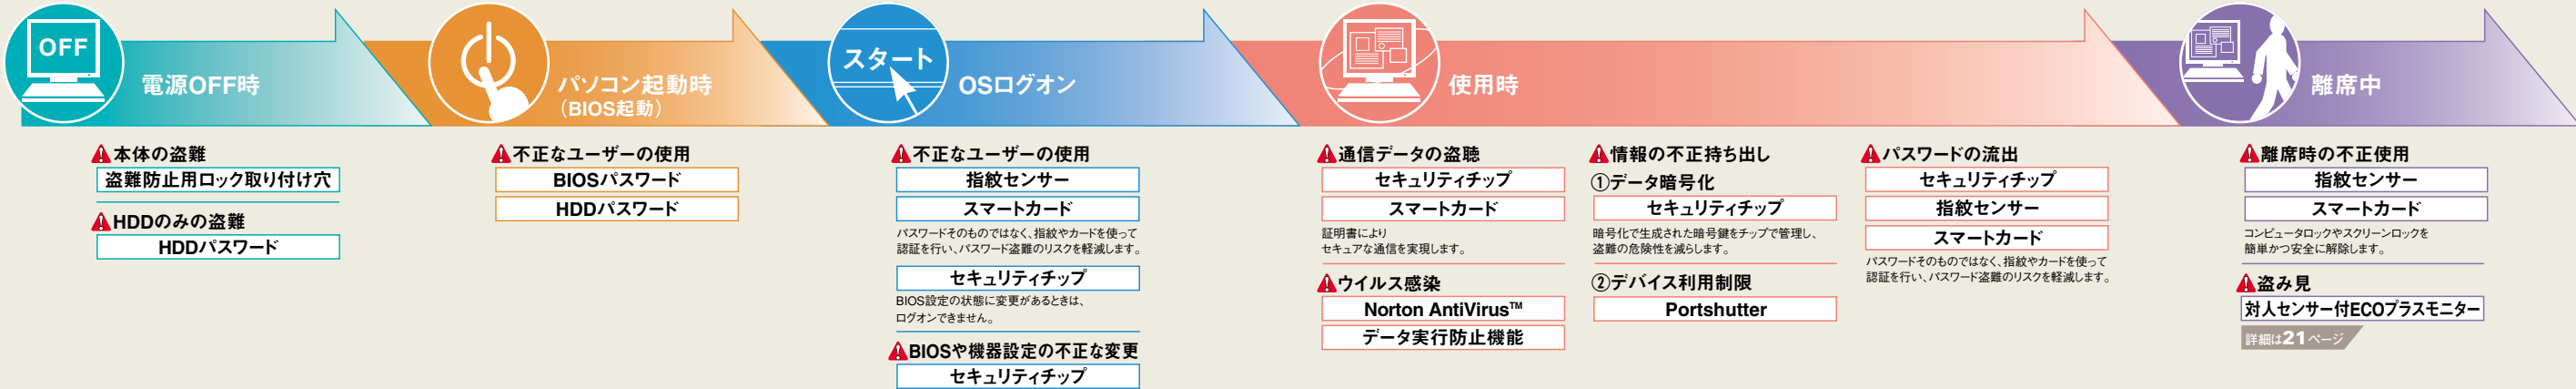 OFF
電源OFF時
本体の盗難
盗難防止用ロック取り付け穴
HDDのみの盗難
HDDパスワード
パソコン起動時
（BIOS起動）
不正なユーザーの使用
BIOSパスワード
HDDパスワード
スタート
OSログオン
不正なユーザーの使用
指紋センサー
スマートカード
パスワードそのものではなく、指紋やカードを使って
認証を行い、パスワード盗難のリスクを軽減します。
セキュリティチップ
BIOS設定の状態に変更があるときは、
ログオンできません。
BIOSや機器設定の不正な変更
セキュリティチップ
使用時
通信データの盗聴
セキュリティチップ
スマートカード
証明書により
セキュアな通信を実現します。
ウイルス感染
Norton AntiVirus™
データ実行防止機能
情報の不正持ち出し
①データ暗号化
セキュリティチップ
暗号化で生成された暗号鍵をチップで管理し、
盗難の危険性を減らします。
②デバイス利用制限
Portshutter
パスワードの流出
セキュリティチップ
指紋センサー
スマートカード
パスワードそのものではなく、指紋やカードを使って
認証を行い、パスワード盗難のリスクを軽減します。
離席中
離席時の不正使用
指紋センサー
スマートカード
コンピュータロックやスクリーンロックを
簡単かつ安全に解除します。
盗み見
対人センサー付ECOプラスモニター
詳細は21ページ